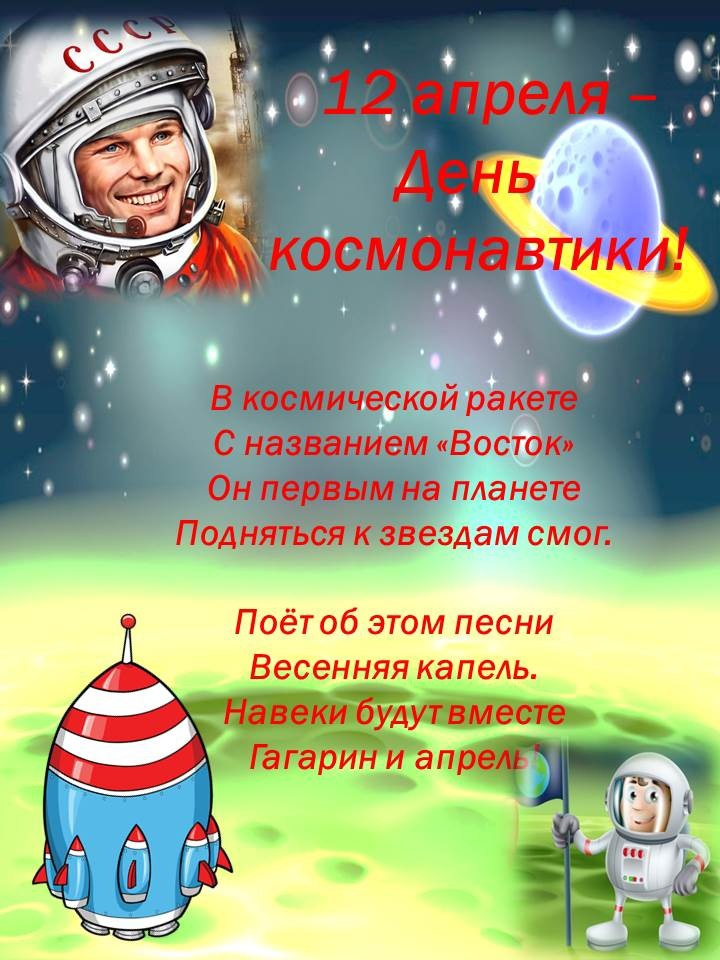 СССР
12 апреля –
День
космонавтики!
В космической ракете
С названием «Восток»
Он первым на планете
Подняться к звездам смог.
Поёт об этом песни
Весенняя капель.
Навеки будут вместе
Гагарин и апрель!